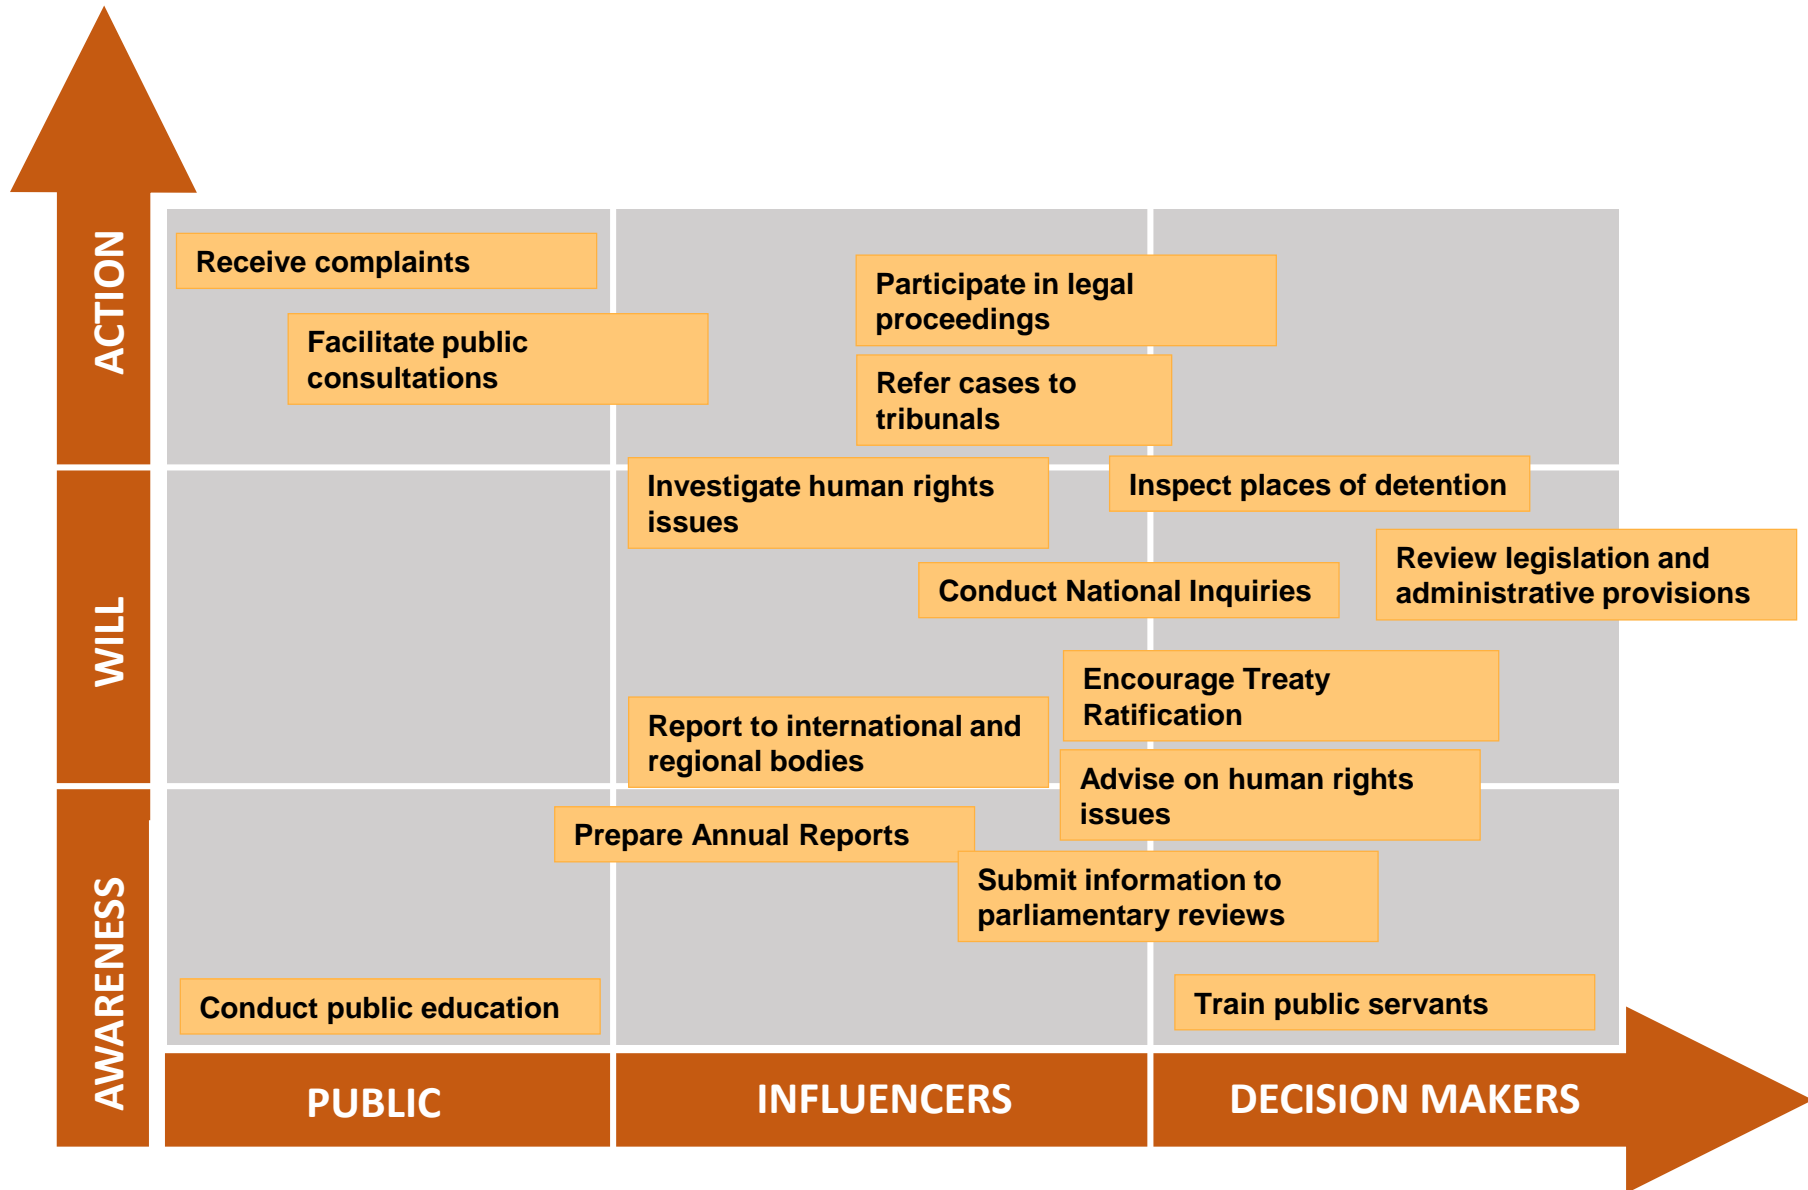 ACTION
Receive complaints
Participate in legal
proceedings
Facilitate public
consultations
Refer cases to
tribunals
WILL
Investigate human rights
issues
Inspect places of detention
Review legislation and
administrative provisions
Conduct National Inquiries
Encourage Treaty
Ratification
Report to international and
regional bodies
Advise on human rights
issues
AWARENESS
Prepare Annual Reports
Submit information to
parliamentary reviews
Conduct public education
Train public servants
PUBLIC
INFLUENCERS
DECISION MAKERS